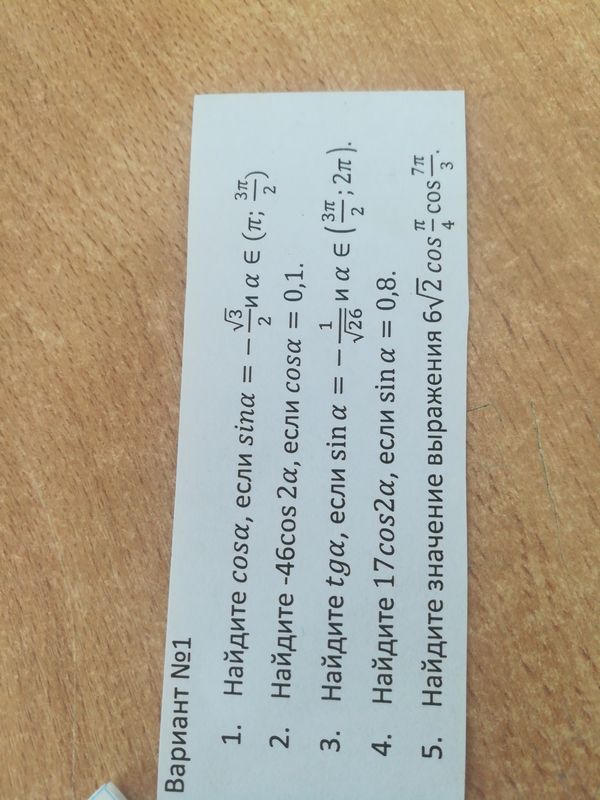 Вариант №1
1. Найдите cosα, если sinα = −√3/2 и α ∈ (π; 3π/2)
2. Найдите -46cos 2α, если cosα = 0,1.
3. Найдите tgα, если sin α = −1/√26 и α ∈ (3π/2; 2π).
4. Найдите 17cos2α, если sin α = 0,8.
5. Найдите значение выражения 6√2 cos π/4 cos 7π/3.